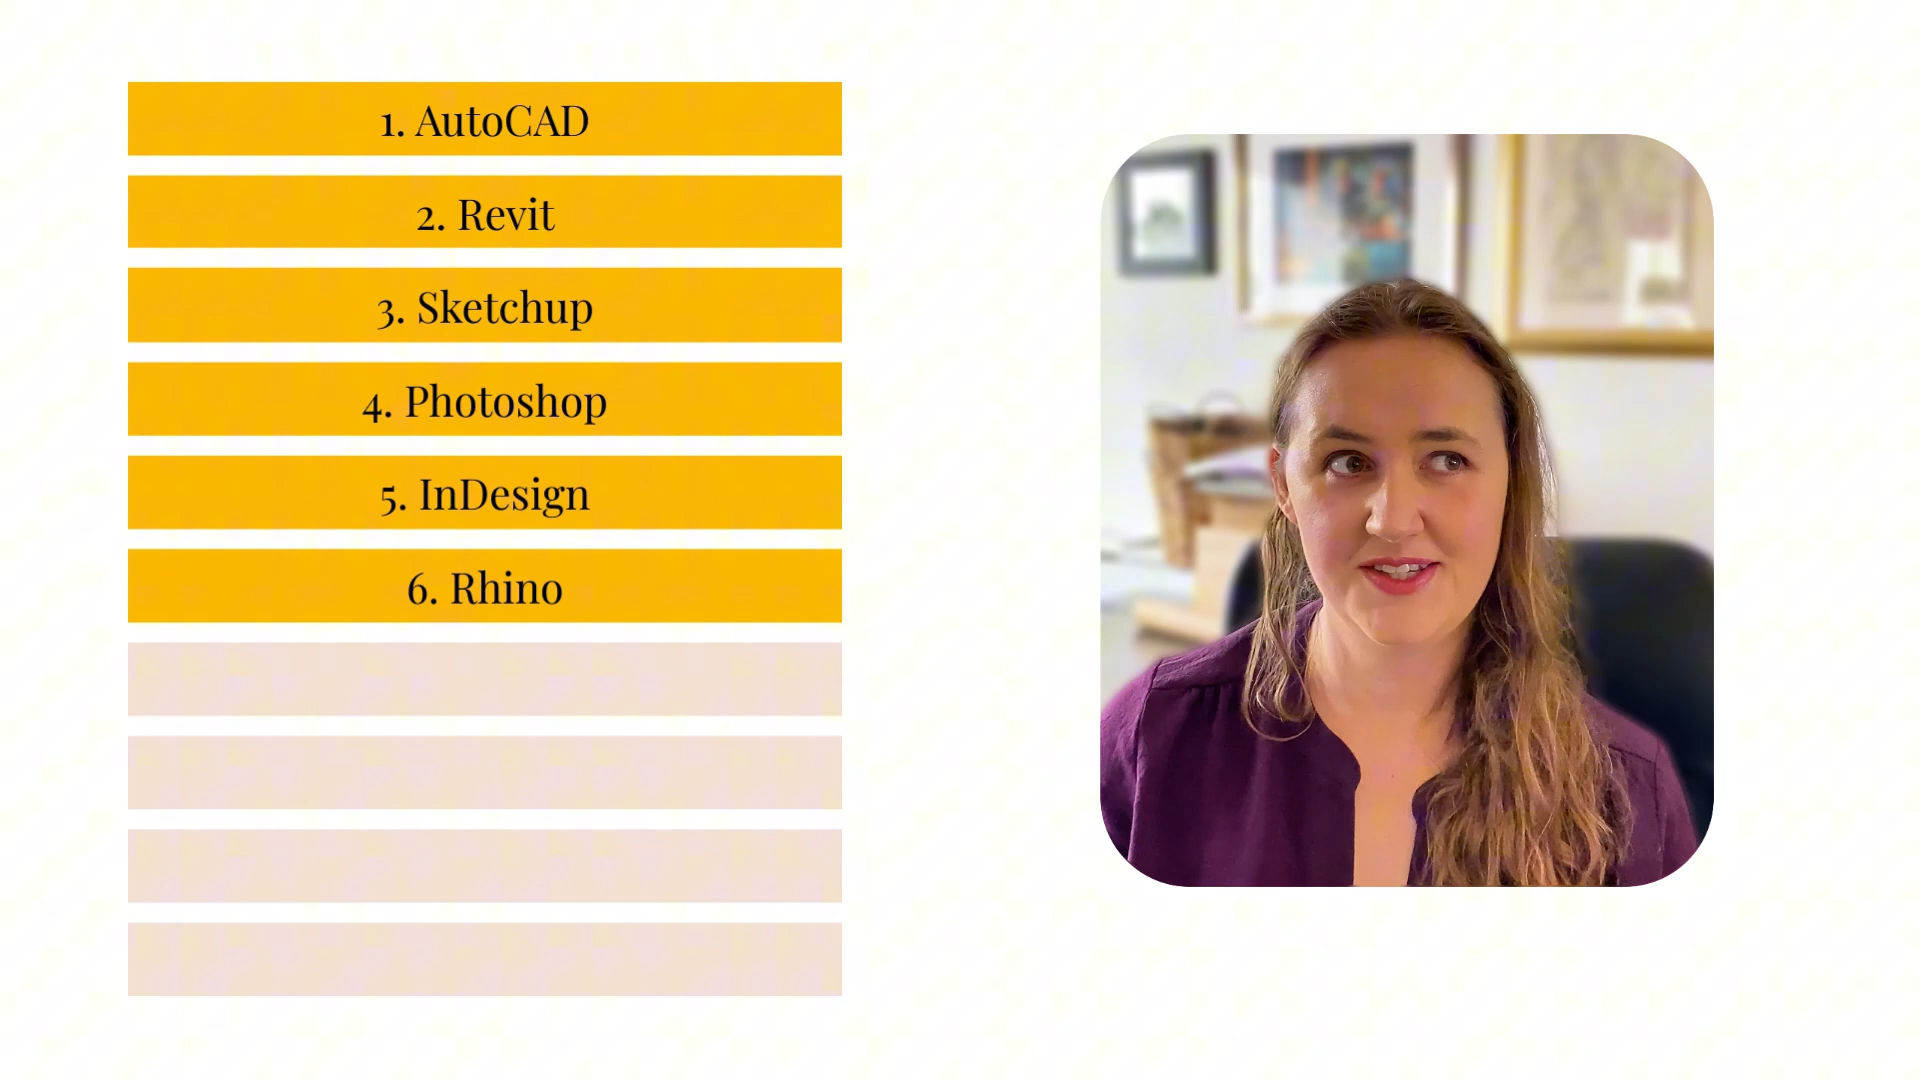 1. AutoCAD
2. Revit
3. Sketchup
4. Photoshop
5. InDesign
6. Rhino